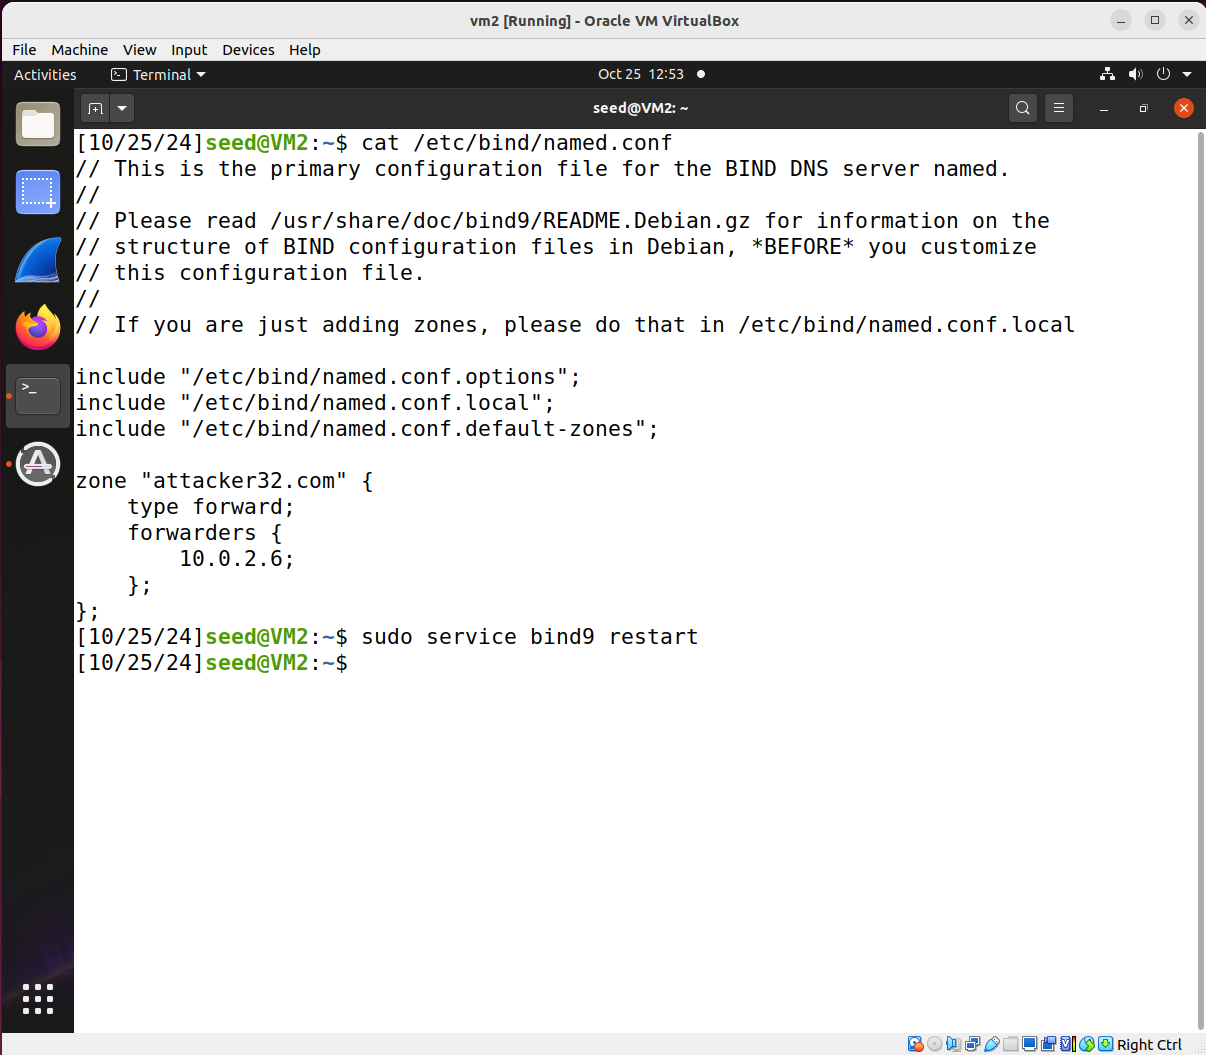 vm2 [Running] - Oracle VM VirtualBox
File Machine View Input Devices Help
Activities Terminal Oct 25 12:53
seed@VM2: ~
[10/25/24]seed@VM2:~$ cat /etc/bind/named.conf
// This is the primary configuration file for the BIND DNS server named.
//
// Please read /usr/share/doc/bind9/README.Debian.gz for information on the
// structure of BIND configuration files in Debian, *BEFORE* you customize
// this configuration file.
//
// If you are just adding zones, please do that in /etc/bind/named.conf.local
include "/etc/bind/named.conf.options";
include "/etc/bind/named.conf.local";
include "/etc/bind/named.conf.default-zones";
zone "attacker32.com" {
    type forward;
    forwarders {
        10.0.2.6;
    };
};
[10/25/24]seed@VM2:~$ sudo service bind9 restart
[10/25/24]seed@VM2:~$
Right Ctrl